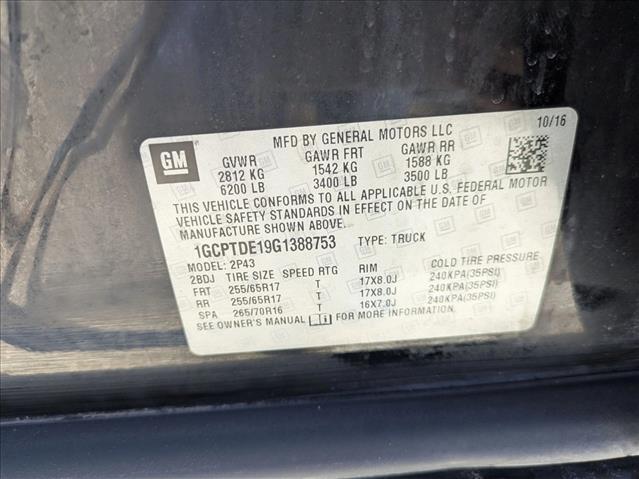 MFD BY GENERAL MOTORS LLC 10/16
GM GVWR GAWR FRT GAWR RR
2812 KG 1542 KG 1588 KG
6200 LB 3400 LB 3500 LB
THIS VEHICLE CONFORMS TO ALL APPLICABLE U.S. FEDERAL MOTOR
VEHICLE SAFETY STANDARDS IN EFFECT ON THE DATE OF
MANUFACTURE SHOWN ABOVE.
1GCPTDE19G1388753 TYPE: TRUCK
MODEL: 2P43
2BDJ TIRE SIZE SPEED RTG RIM COLD TIRE PRESSURE
FRT 255/65R17 T 17X8.0J 240KPA(35PSI)
RR 255/65R17 T 17X8.0J 240KPA(35PSI)
SPA 265/70R16 T 16X7.0J 240KPA(35PSI)
SEE OWNER'S MANUAL FOR MORE INFORMATION.